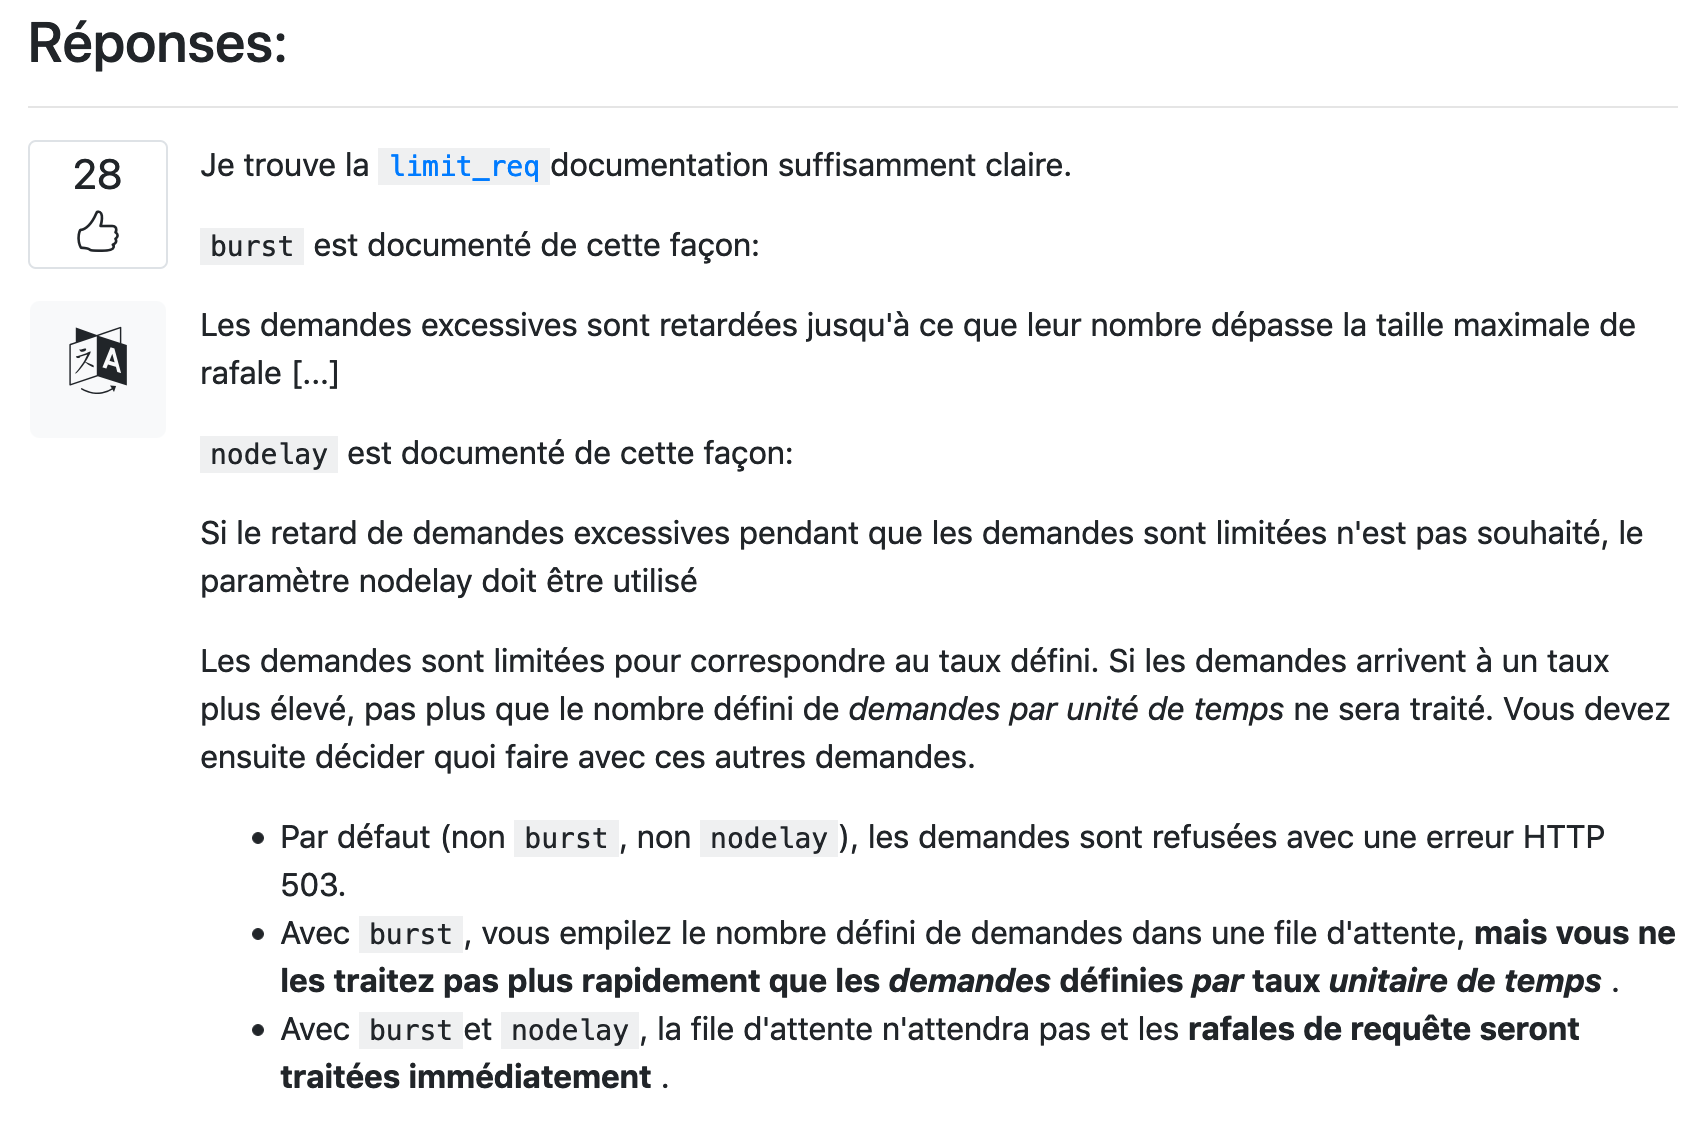 Réponses:
28
Je trouve la limit_req documentation suffisamment claire.
burst est documenté de cette façon:
Les demandes excessives sont retardées jusqu'à ce que leur nombre dépasse la taille maximale de
rafale [...]
nodelay est documenté de cette façon:
Si le retard de demandes excessives pendant que les demandes sont limitées n'est pas souhaité, le
paramètre nodelay doit être utilisé
Les demandes sont limitées pour correspondre au taux défini. Si les demandes arrivent à un taux
plus élevé, pas plus que le nombre défini de demandes par unité de temps ne sera traité. Vous devez
ensuite décider quoi faire avec ces autres demandes.
• Par défaut (non burst, non nodelay), les demandes sont refusées avec une erreur HTTP
503.
• Avec burst, vous empilez le nombre défini de demandes dans une file d'attente, mais vous ne
les traitez pas plus rapidement que les demandes définies par taux unitaire de temps .
• Avec burst et nodelay, la file d'attente n'attendra pas et les rafales de requête seront
traitées immédiatement .